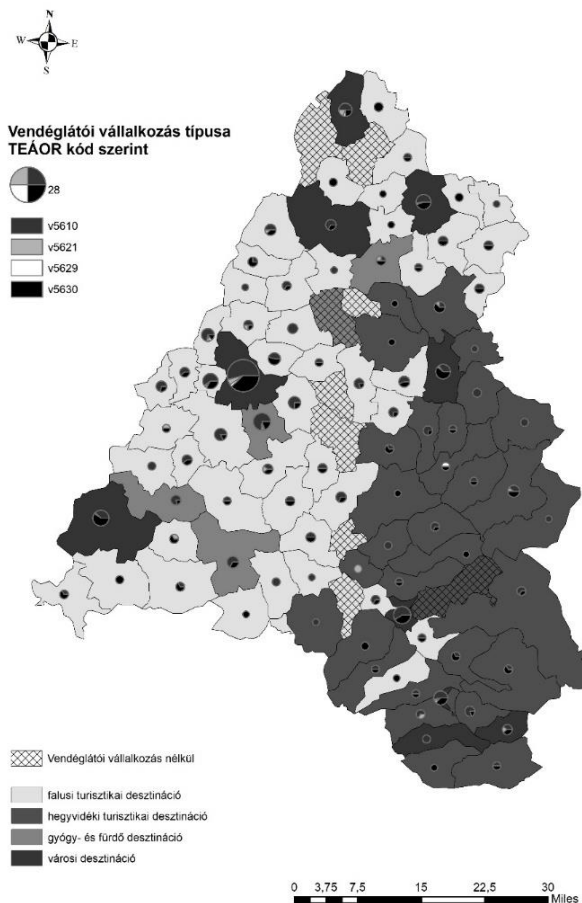 N
W E
S
Vendéglátói vállalkozás típusa
TEÁOR kód szerint
28
v5610
v5621
v5629
v5630
Vendéglátói vállalkozás nélkül
falusi turisztikai desztináció
hegyvidéki turisztikai desztináció
gyógy- és fürdő desztináció
városi desztináció
0 3,75 7,5 15 22,5 30
Miles